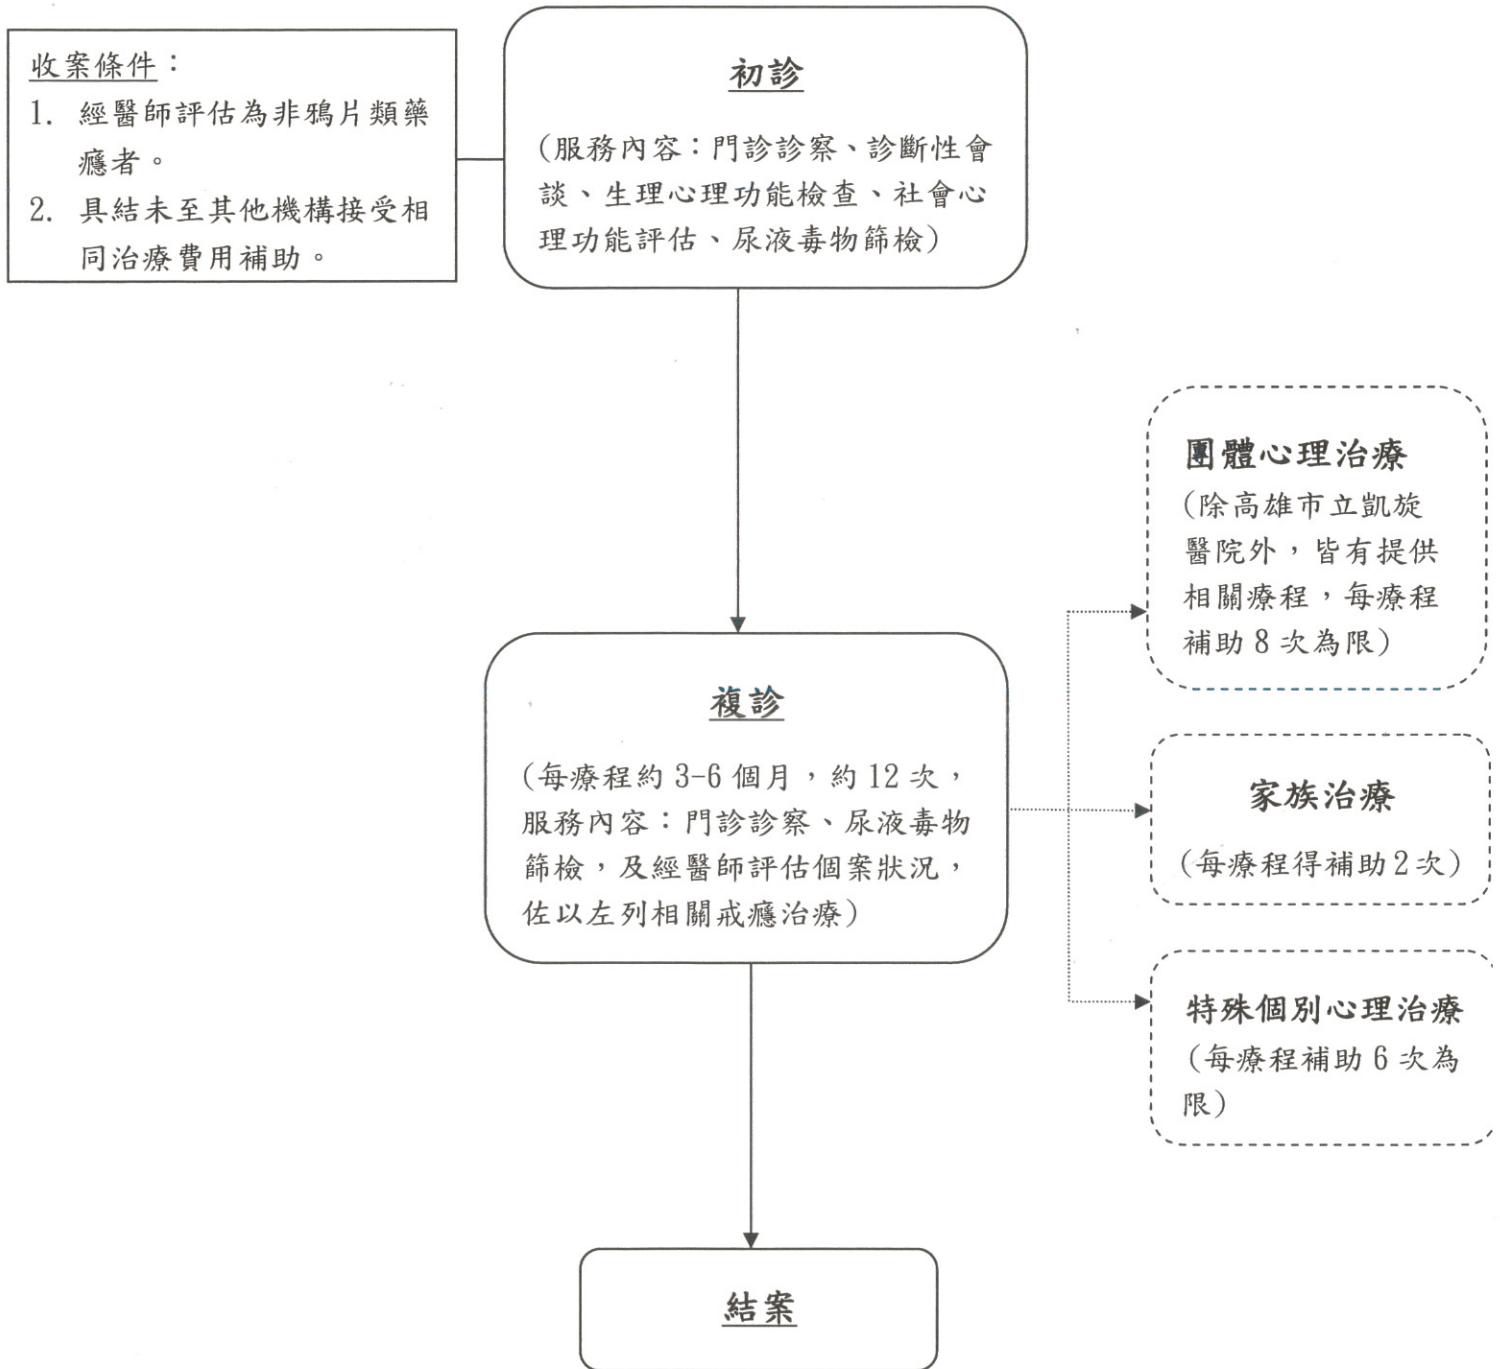 收案條件：
1. 經醫師評估為非鴉片類藥
癮者。
2. 具結未至其他機構接受相
同治療費用補助。
初診
(服務內容：門診診察、診斷性會
談、生理心理功能檢查、社會心
理功能評估、尿液毒物篩檢)
複診
(每療程約 3-6 個月，約 12 次，
服務內容：門診診察、尿液毒物
篩檢，及經醫師評估個案狀況，
佐以左列相關戒癮治療)
團體心理治療
(除高雄市立凱旋
醫院外，皆有提供
相關療程，每療程
補助 8 次為限)
家族治療
(每療程得補助 2 次)
特殊個別心理治療
(每療程補助 6 次為
限)
結案